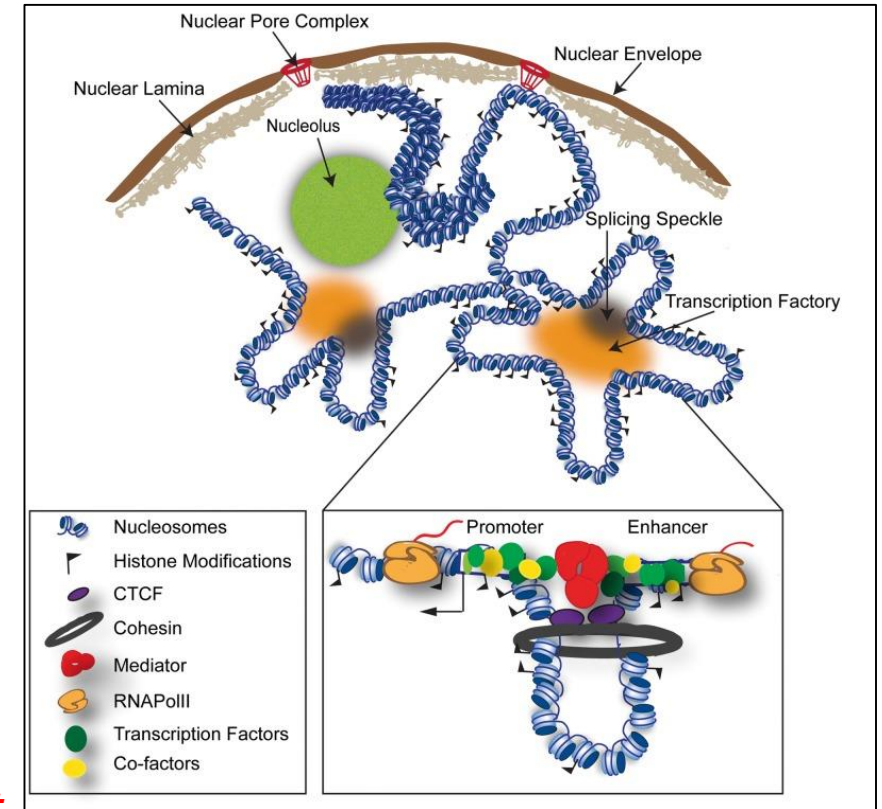 Nuclear Pore Complex
Nuclear Envelope
Nuclear Lamina
Nucleolus
Splicing Speckle
Transcription Factory
Nucleosomes
Histone Modifications
CTCF
Cohesin
Mediator
RNAPolII
Transcription Factors
Co-factors
Promoter
Enhancer